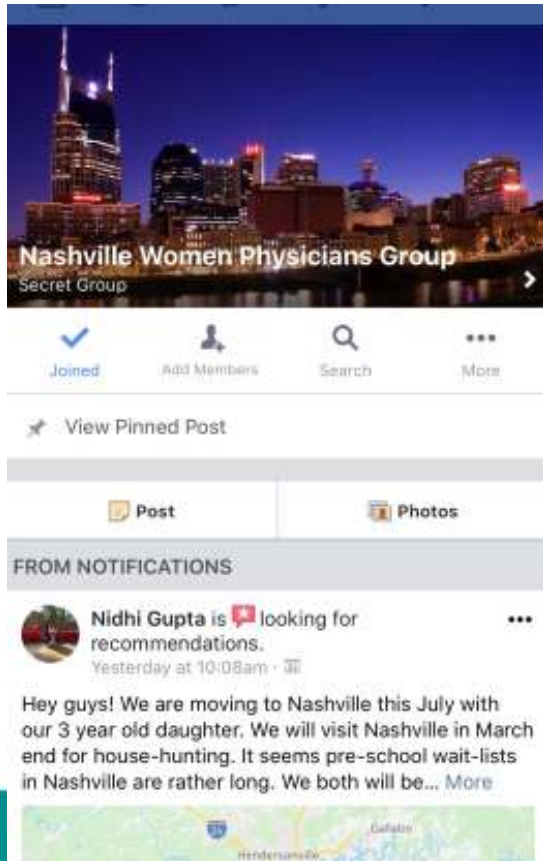 Nashville Women Physicians Group
Secret Group
Joined
Add Members
Search
More
View Pinned Post
Post
Photos
FROM NOTIFICATIONS
Nidhi Gupta is looking for
recommendations.
Yesterday at 10:08am ·
Hey guys! We are moving to Nashville this July with
our 3 year old daughter. We will visit Nashville in March
end for house-hunting. It seems pre-school wait-lists
in Nashville are rather long. We both will be... More
24
Gallatin
Hendersonville